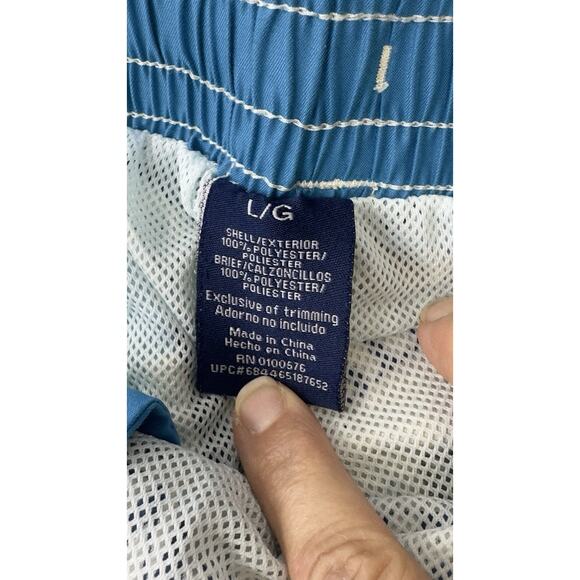 L/G
SHELL/EXTERIOR
100% POLYESTER/
POLIESTER
BRIEF/CALZONCILLOS
100% POLYESTER/
POLIESTER
Exclusive of trimming
Adorno no incluido
Made in China
Hecho en China
RN 0100576
UPC#684465187652